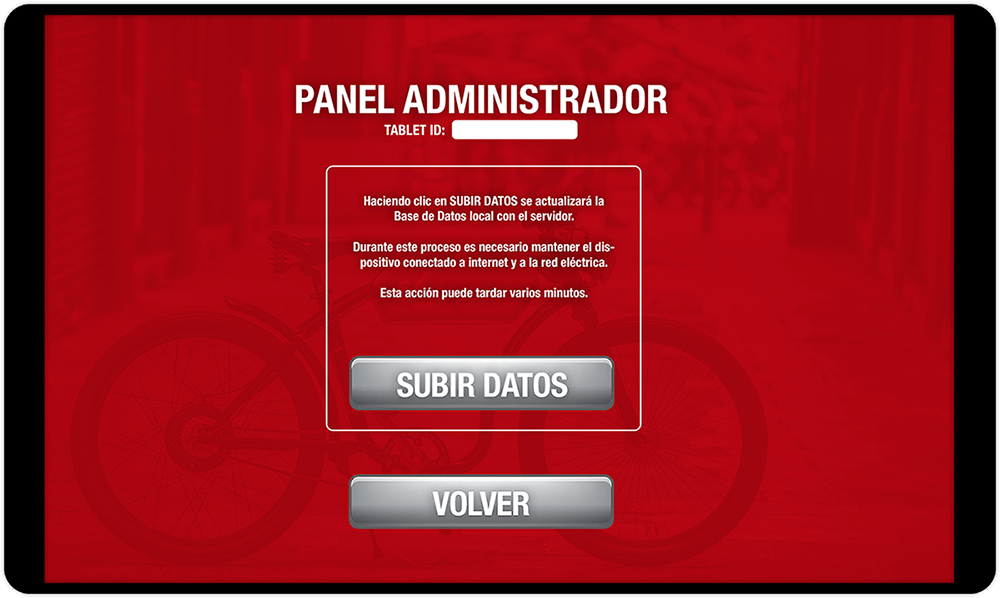 PANEL ADMINISTRADOR
TABLET ID:
Haciendo clic en SUBIR DATOS se actualizará la
Base de Datos local con el servidor.
Durante este proceso es necesario mantener el dis-
positivo conectado a internet y a la red eléctrica.
Esta acción puede tardar varios minutos.
SUBIR DATOS
VOLVER